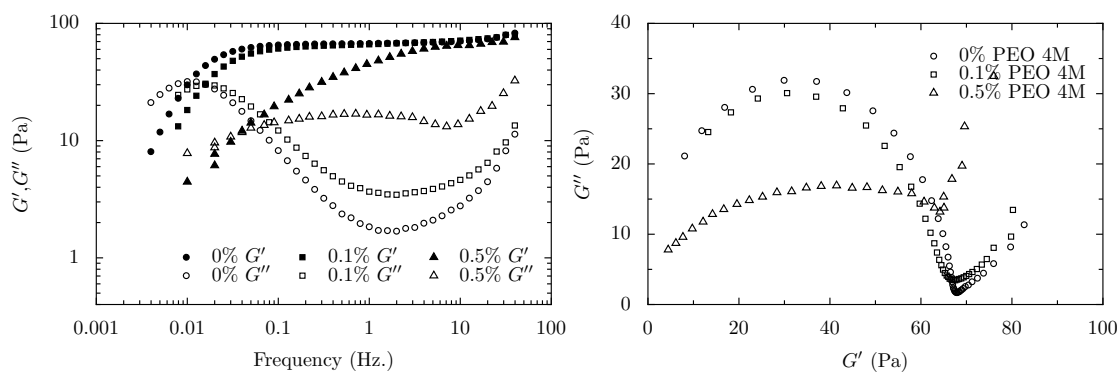 100
10
1
0.001
0.01
0.1
1
10
100
G′,G″ (Pa)
Frequency (Hz.)
0% G′
0.1% G′
0.5% G′
0% G″
0.1% G″
0.5% G″
40
30
20
10
0
0
20
40
60
80
100
G″ (Pa)
G′ (Pa)
0% PEO 4M
0.1% PEO 4M
0.5% PEO 4M